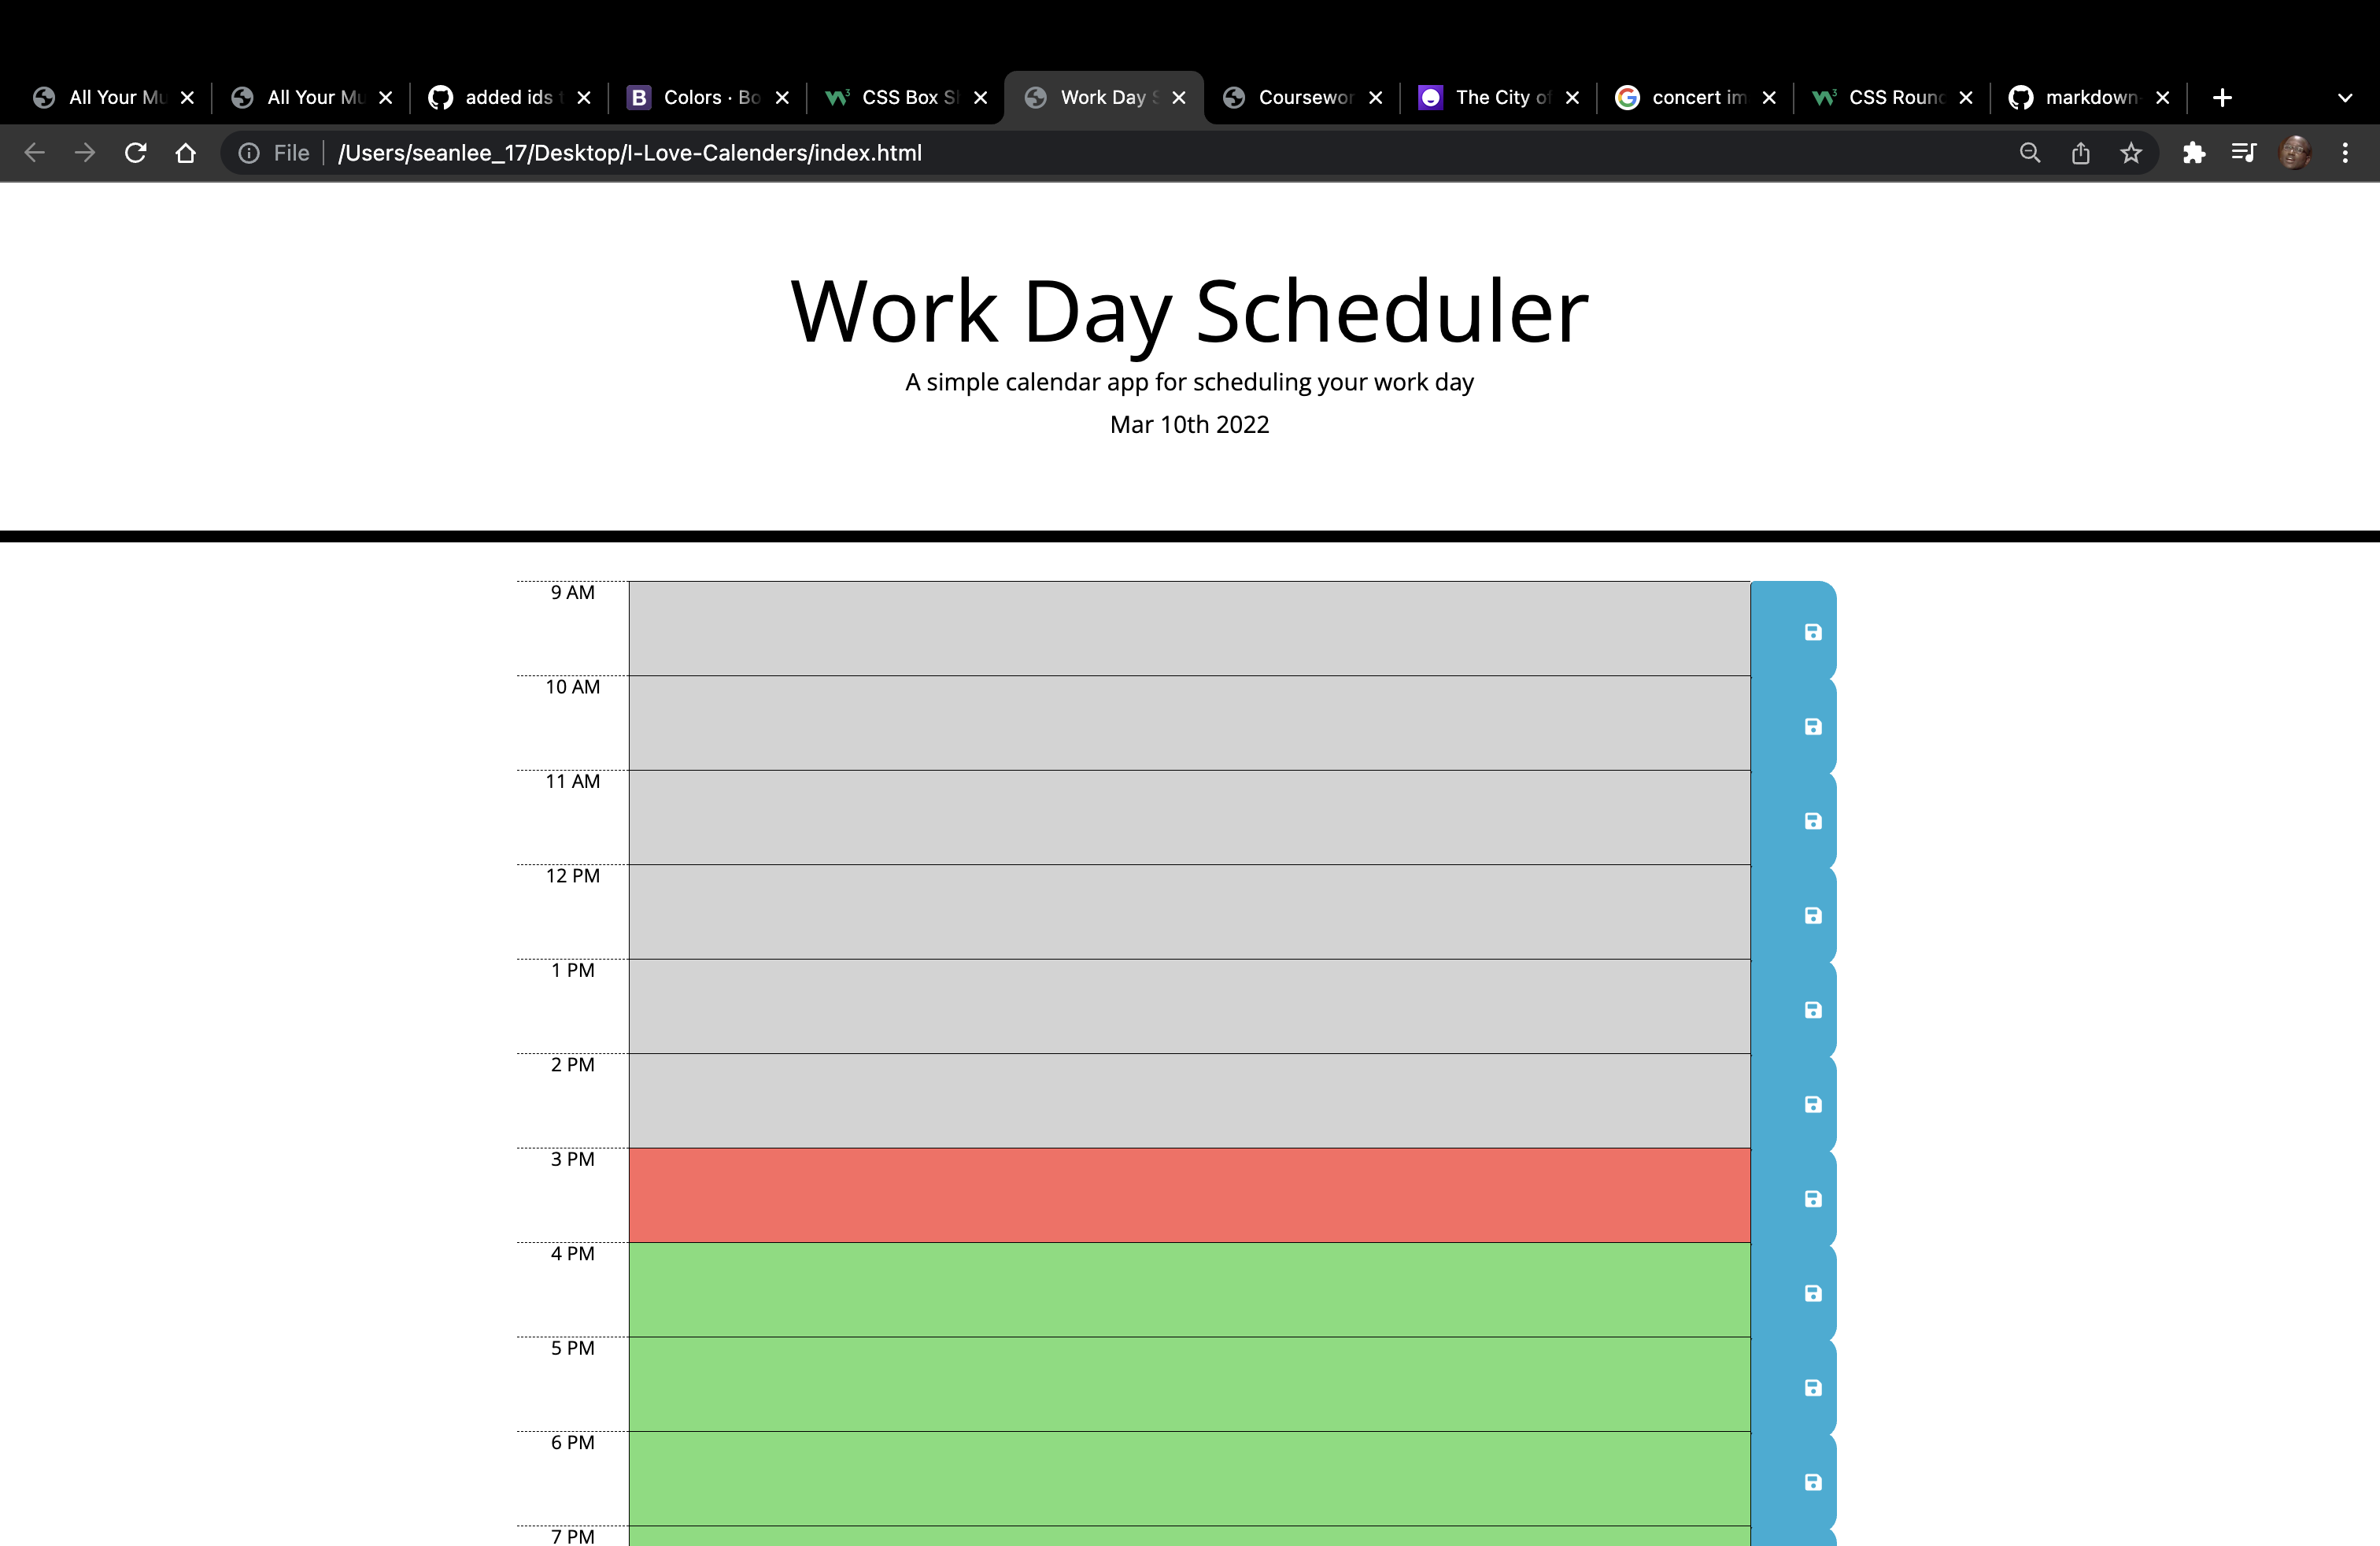 All Your Mu
All Your Mu
added ids t
B Colors · Bo
W3 CSS Box Sh
Work Day S
Coursewor
The City of
G concert im
W3 CSS Round
markdown
File /Users/seanlee_17/Desktop/I-Love-Calenders/index.html
Work Day Scheduler
A simple calendar app for scheduling your work day
Mar 10th 2022
9 AM
10 AM
11 AM
12 PM
1 PM
2 PM
3 PM
4 PM
5 PM
6 PM
7 PM